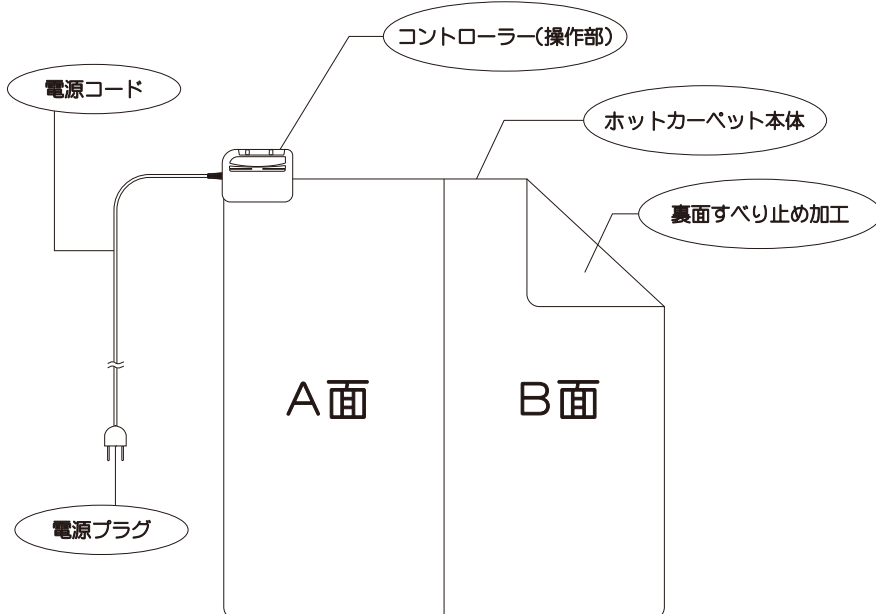 コントローラー(操作部)
電源コード
ホットカーペット本体
裏面すべり止め加工
A面
B面
電源プラグ